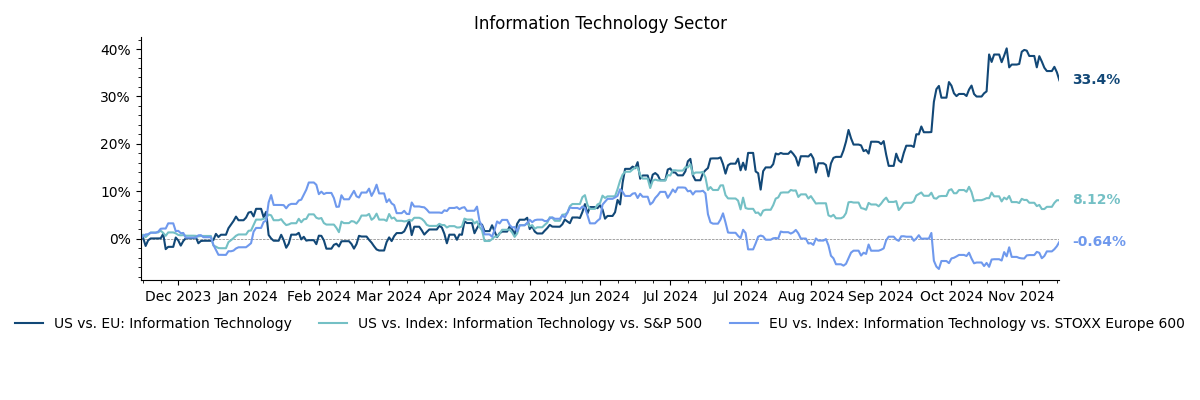 Information Technology Sector
40%
30%
20%
10%
0%
33.4%
8.12%
-0.64%
Dec 2023 Jan 2024 Feb 2024 Mar 2024 Apr 2024 May 2024 Jun 2024 Jul 2024 Jul 2024 Aug 2024 Sep 2024 Oct 2024 Nov 2024
US vs. EU: Information Technology US vs. Index: Information Technology vs. S&P 500 EU vs. Index: Information Technology vs. STOXX Europe 600